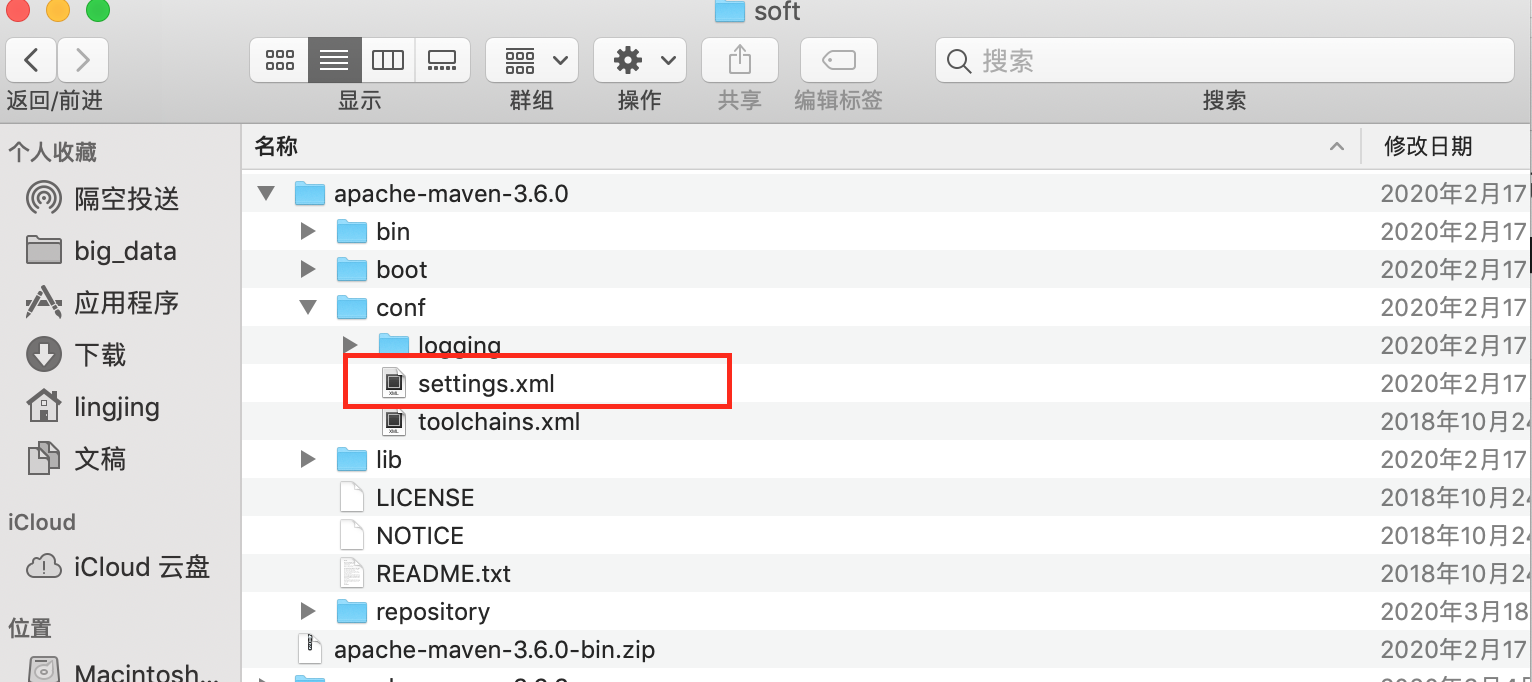 soft
搜索
返回/前进
显示
群组
操作
共享
编辑标签
搜索
个人收藏
隔空投送
big_data
应用程序
下载
lingjing
文稿
iCloud
iCloud 云盘
位置
Macintosh...
名称 修改日期
apache-maven-3.6.0 2020年2月17
bin 2020年2月17
boot 2020年2月17
conf 2020年2月17
logging 2020年2月17
settings.xml 2020年2月17
toolchains.xml 2018年10月24
lib 2020年2月17
LICENSE 2018年10月24
NOTICE 2018年10月24
README.txt 2018年10月24
repository 2020年3月18
apache-maven-3.6.0-bin.zip 2020年2月17